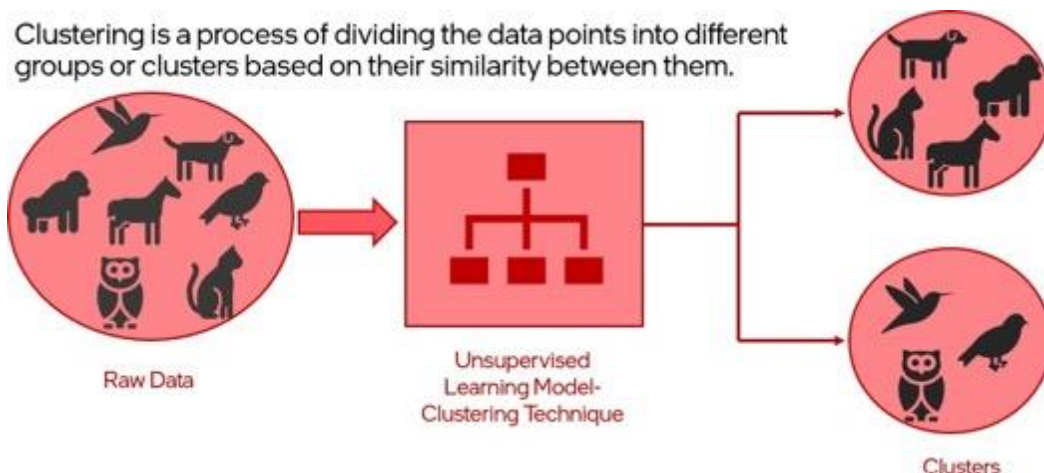 Clustering is a process of dividing the data points into different
groups or clusters based on their similarity between them.
Raw Data
Unsupervised
Learning Model-
Clustering Technique
Clusters